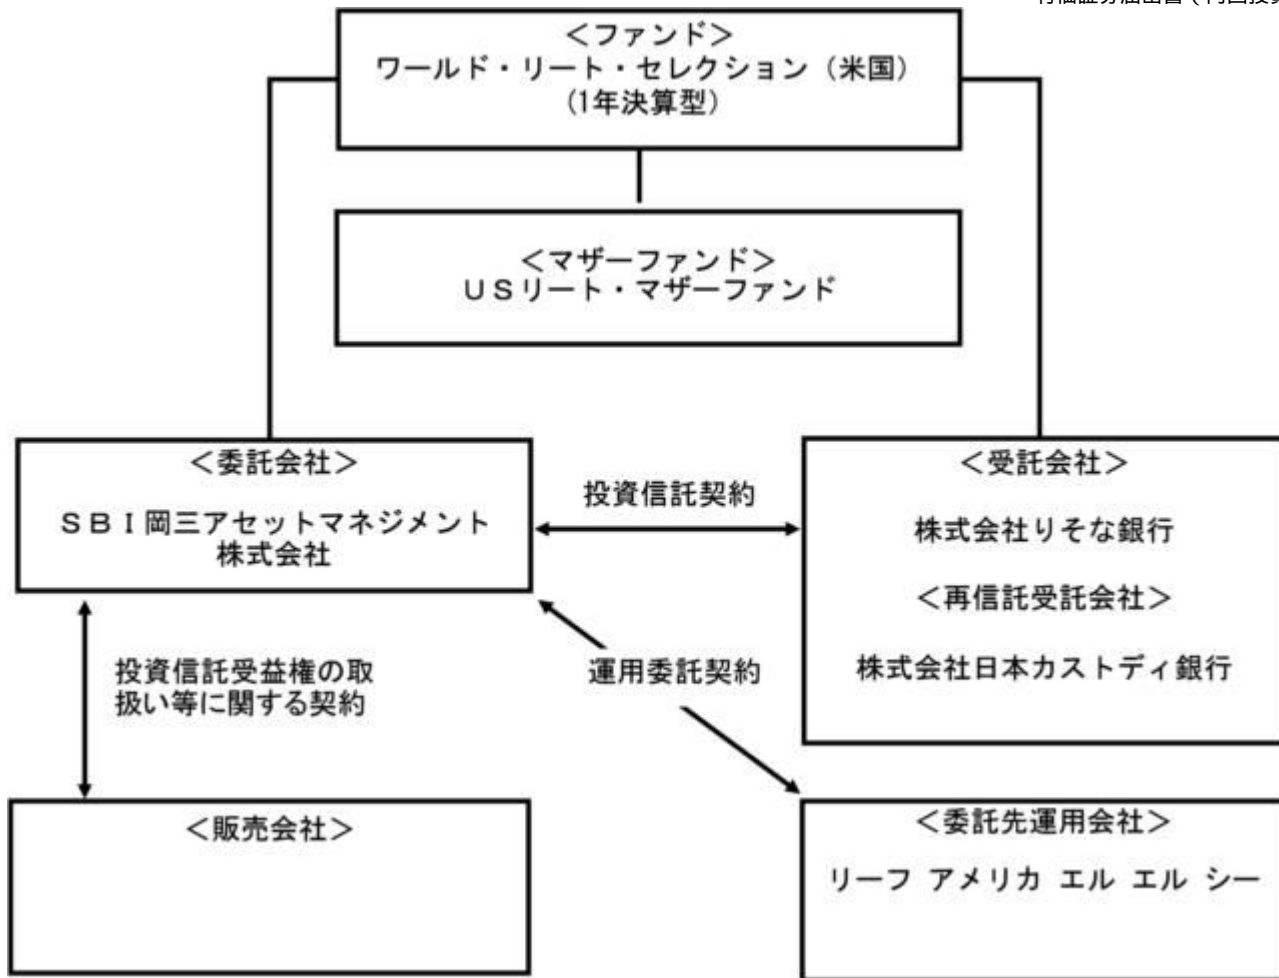 ＜ファンド＞
ワールド・リート・セレクション（米国）
(1年決算型）
＜マザーファンド＞
ＵＳリート・マザーファンド
＜委託会社＞
ＳＢＩ岡三アセットマネジメント
株式会社
投資信託契約
＜受託会社＞
株式会社りそな銀行
＜再信託受託会社＞
株式会社日本カストディ銀行
投資信託受益権の取
扱い等に関する契約
運用委託契約
＜販売会社＞
＜委託先運用会社＞
リーフ アメリカ エル エル シー